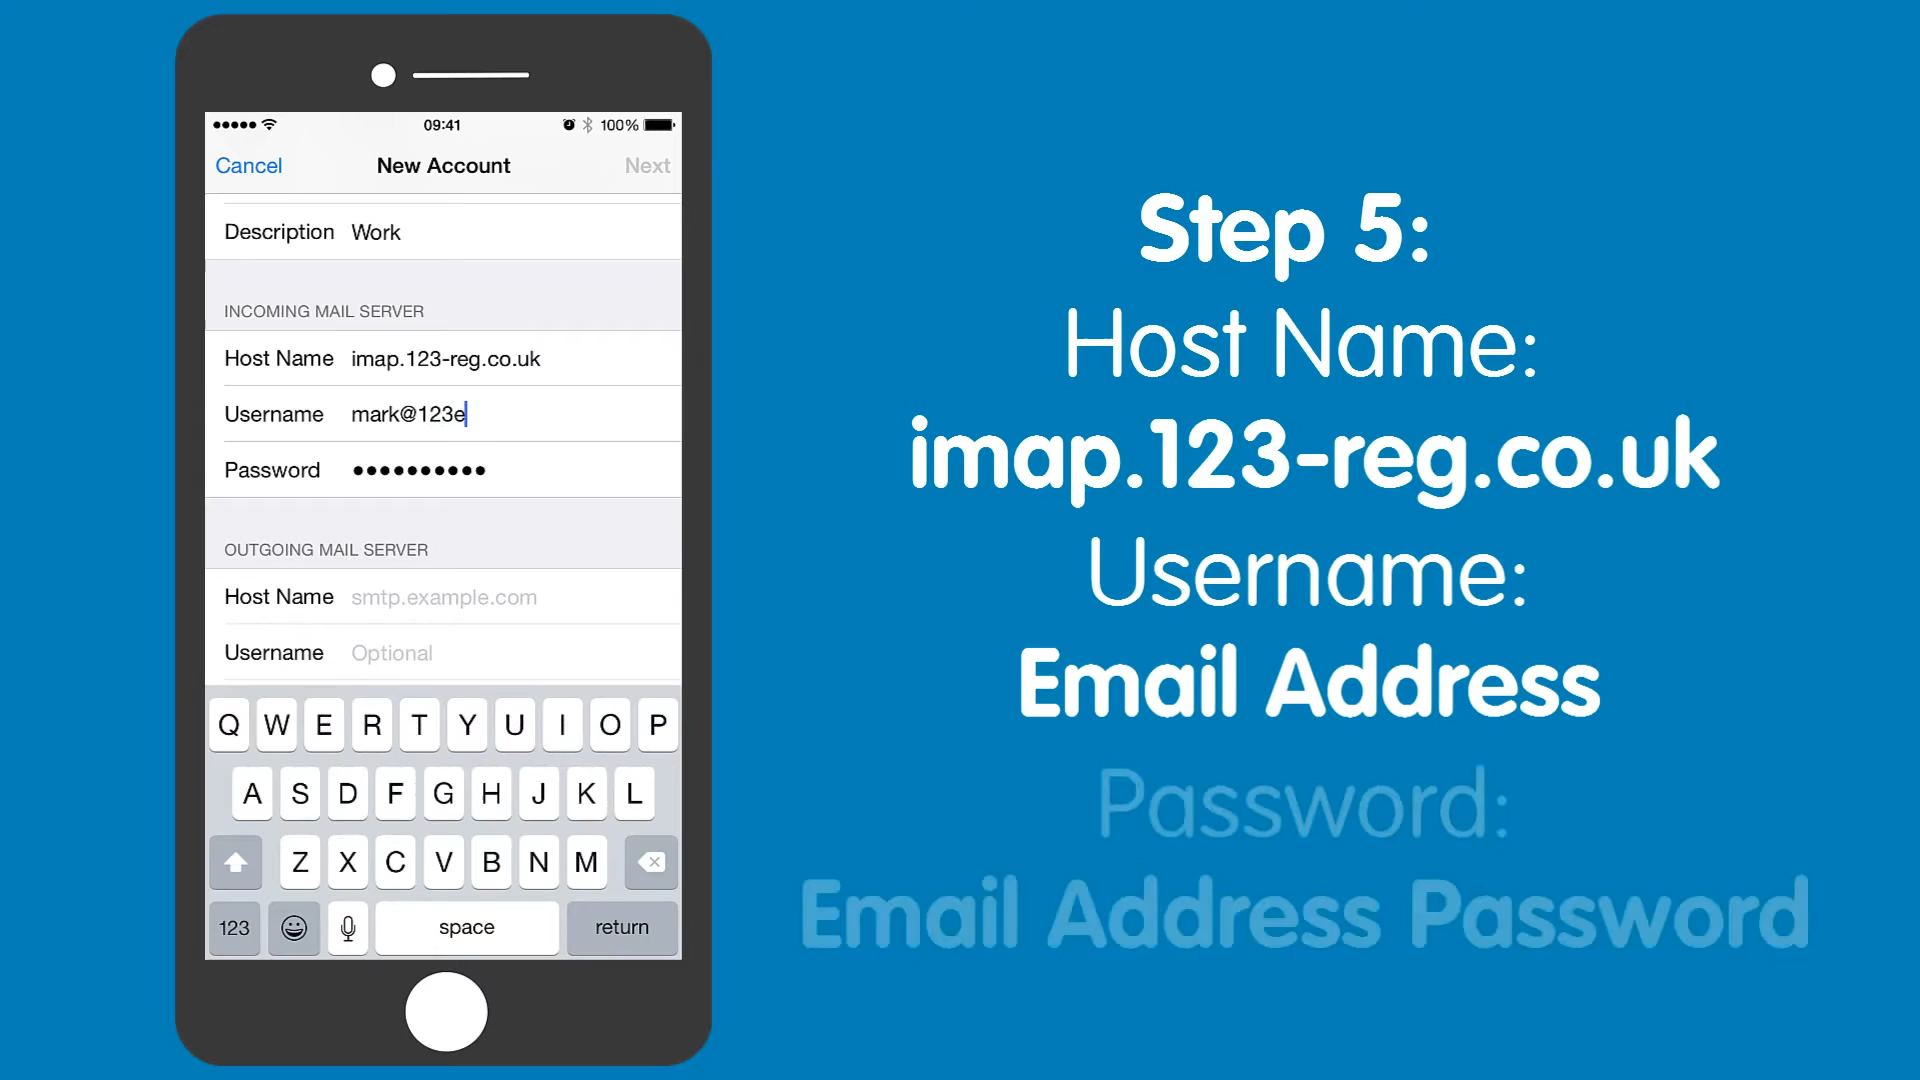 09:41 100%
Cancel New Account Next
Description Work
INCOMING MAIL SERVER
Host Name imap.123-reg.co.uk
Username mark@123e
Password ●●●●●●●●●●
OUTGOING MAIL SERVER
Host Name smtp.example.com
Username Optional
Q W E R T Y U I O P
A S D F G H J K L
Z X C V B N M
123 space return
Step 5:
Host Name:
imap.123-reg.co.uk
Username:
Email Address
Password:
Email Address Password